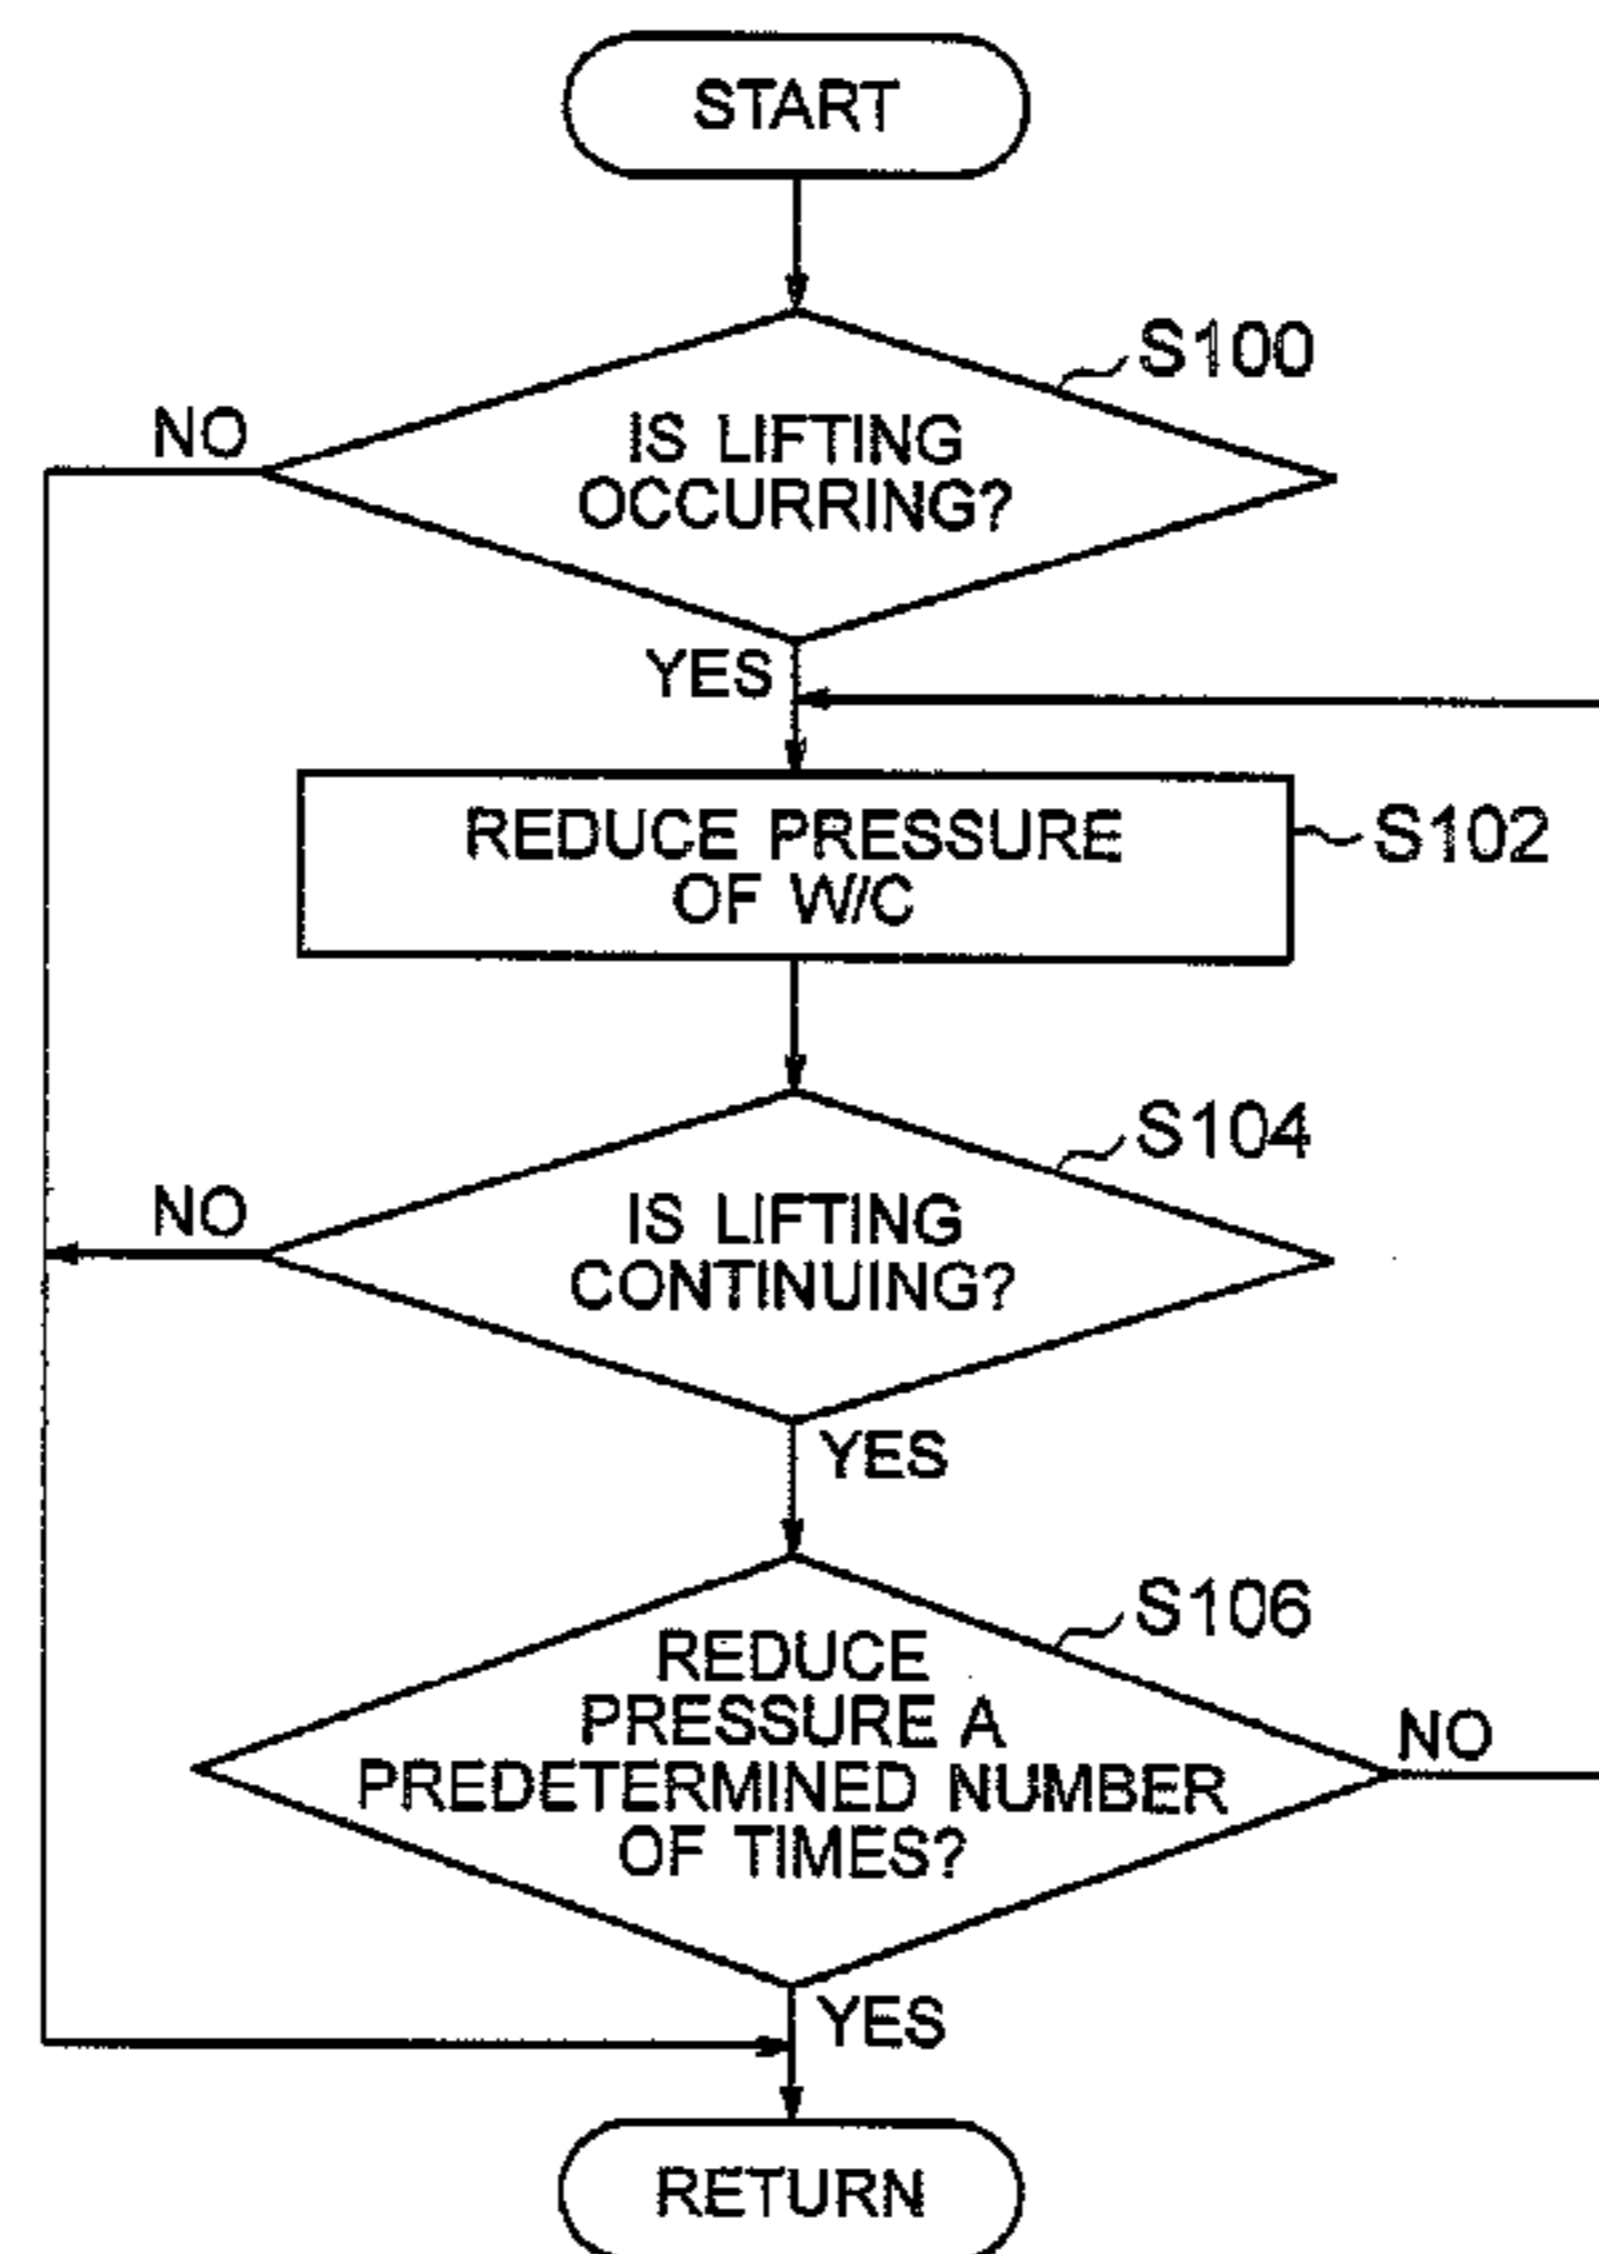 START
S100
NO
IS LIFTING
OCCURRING?
YES
REDUCE PRESSURE
OF W/C
S102
S104
NO
IS LIFTING
CONTINUING?
YES
S106
REDUCE
PRESSURE A
PREDETERMINED NUMBER
OF TIMES?
NO
YES
RETURN